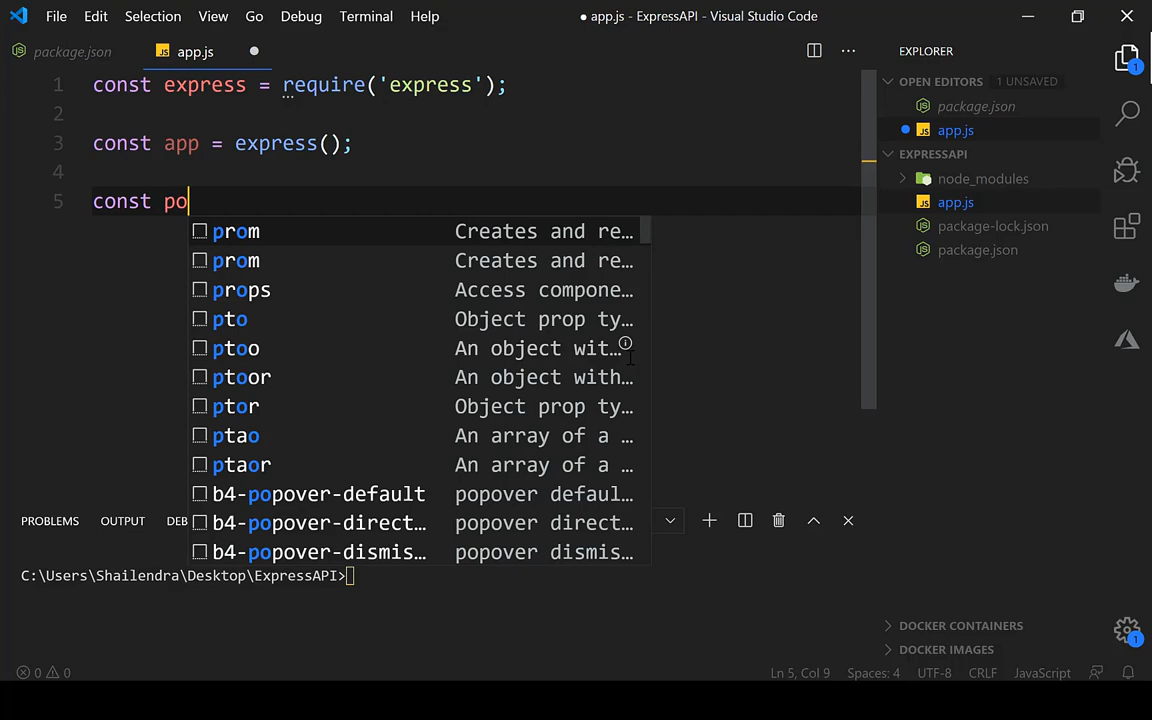 File Edit Selection View Go Debug Terminal Help ● app.js - ExpressAPI - Visual Studio Code
package.json JS app.js
1 const express = require('express');
2
3 const app = express();
4
5 const po
prom Creates and re…
prom Creates and re…
props Access compone…
pto Object prop ty…
ptoo An object wit…
ptoor An object with…
ptor Object prop ty…
ptao An array of a …
ptaor An array of a …
b4-popover-default popover defaul…
b4-popover-direct… popover direct…
b4-popover-dismis… popover dismis…
PROBLEMS OUTPUT DEB
C:\Users\Shailendra\Desktop\ExpressAPI>
EXPLORER
OPEN EDITORS 1 UNSAVED
package.json
JS app.js
EXPRESSAPI
node_modules
JS app.js
package-lock.json
package.json
DOCKER CONTAINERS
DOCKER IMAGES
1
1
0 0 Ln 5, Col 9 Spaces: 4 UTF-8 CRLF JavaScript